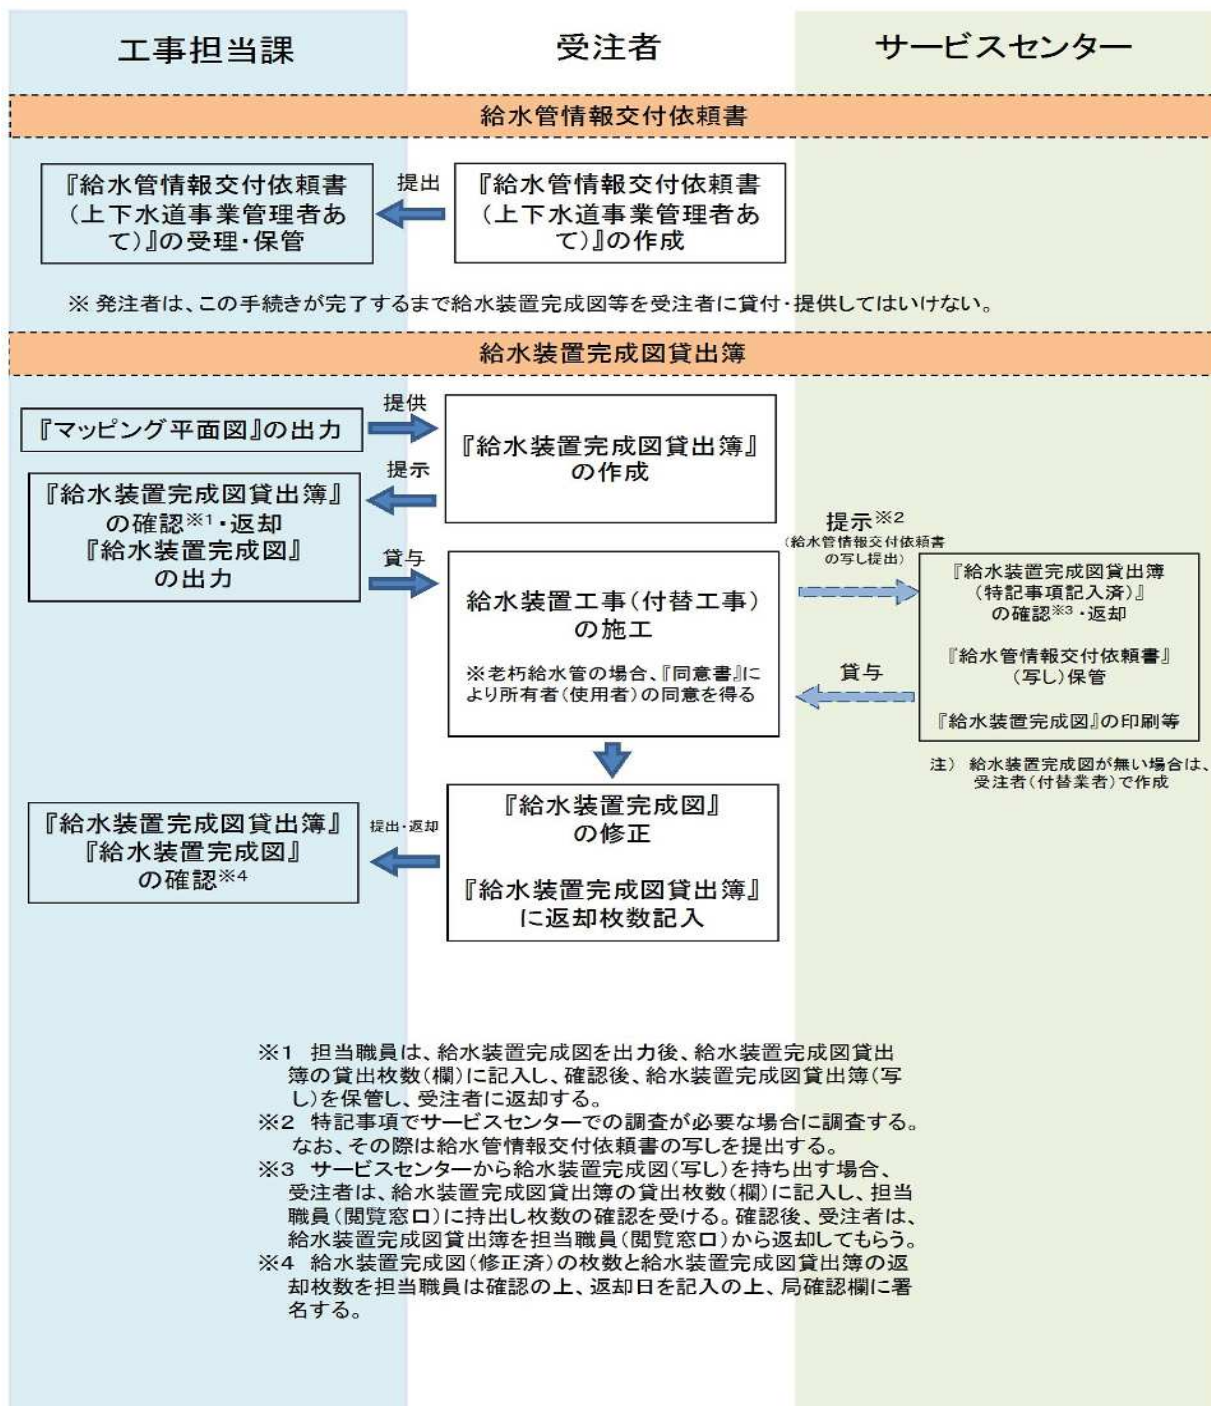 工事担当課
受注者
サービスセンター
給水管情報交付依頼書
『給水管情報交付依頼書
(上下水道事業管理者あ
て)』の受理・保管
提出
『給水管情報交付依頼書
(上下水道事業管理者あ
て)』の作成
※ 発注者は、この手続きが完了するまで給水装置完成図等を受注者に貸付・提供してはいけない。
給水装置完成図貸出簿
『マッピング平面図』の出力
提供
『給水装置完成図貸出簿』
の作成
提示
『給水装置完成図貸出簿』
の確認※1・返却
『給水装置完成図』
の出力
貸与
給水装置工事(付替工事)
の施工
※老朽給水管の場合、『同意書』に
より所有者(使用者)の同意を得る
提示※2
(給水管情報交付依頼書
の写し提出)
『給水装置完成図貸出簿
(特記事項記入済)』
の確認※3・返却
『給水管情報交付依頼書』
(写し)保管
『給水装置完成図』の印刷等
貸与
注) 給水装置完成図が無い場合は、
受注者(付替業者)で作成
『給水装置完成図』
の修正
『給水装置完成図貸出簿』
に返却枚数記入
提出・返却
『給水装置完成図貸出簿』
『給水装置完成図』
の確認※4
※1 担当職員は、給水装置完成図を出力後、給水装置完成図貸出
簿の貸出枚数(欄)に記入し、確認後、給水装置完成図貸出簿(写
し)を保管し、受注者に返却する。
※2 特記事項でサービスセンターでの調査が必要な場合に調査する。
なお、その際は給水管情報交付依頼書の写しを提出する。
※3 サービスセンターから給水装置完成図(写し)を持ち出す場合、
受注者は、給水装置完成図貸出簿の貸出枚数(欄)に記入し、担当
職員(閲覧窓口)に持出し枚数の確認を受ける。確認後、受注者は、
給水装置完成図貸出簿を担当職員(閲覧窓口)から返却してもらう。
※4 給水装置完成図(修正済)の枚数と給水装置完成図貸出簿の返
却枚数を担当職員は確認の上、返却日を記入の上、局確認欄に署
名する。